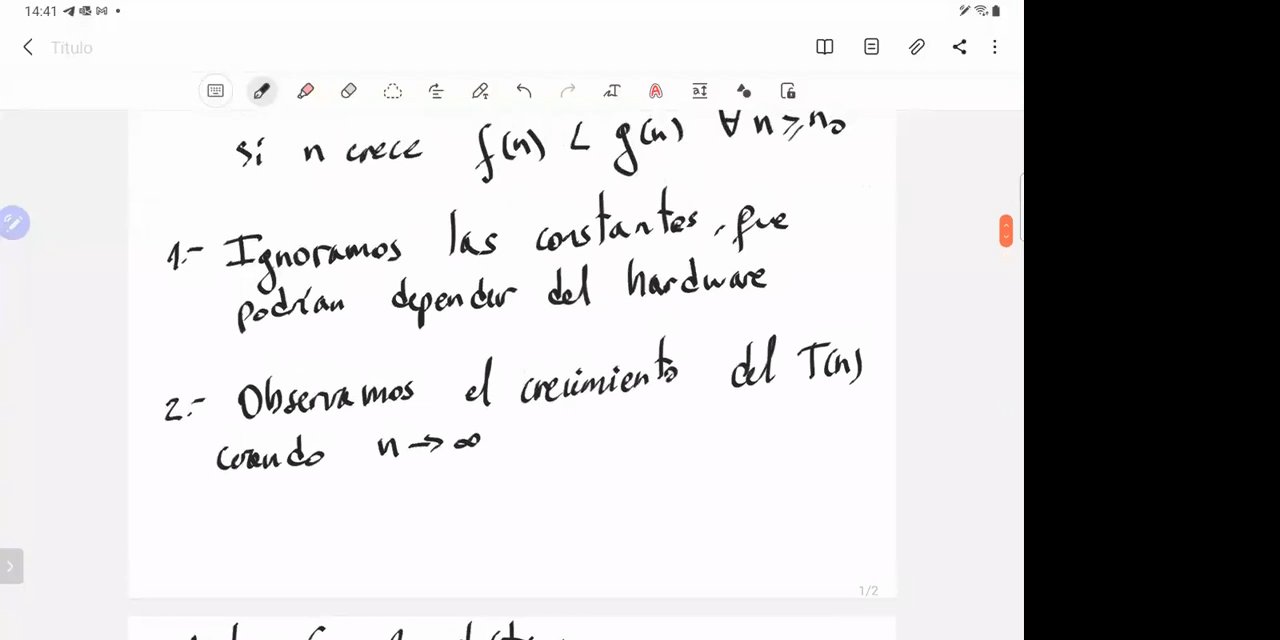 14:41
Título
si n crece f(n) < g(n) ∀ n ≥ n₀
1.- Ignoramos las constantes, que
podrían depender del hardware
2.- Observamos el crecimiento del T(n)
cuando n → ∞
1/2